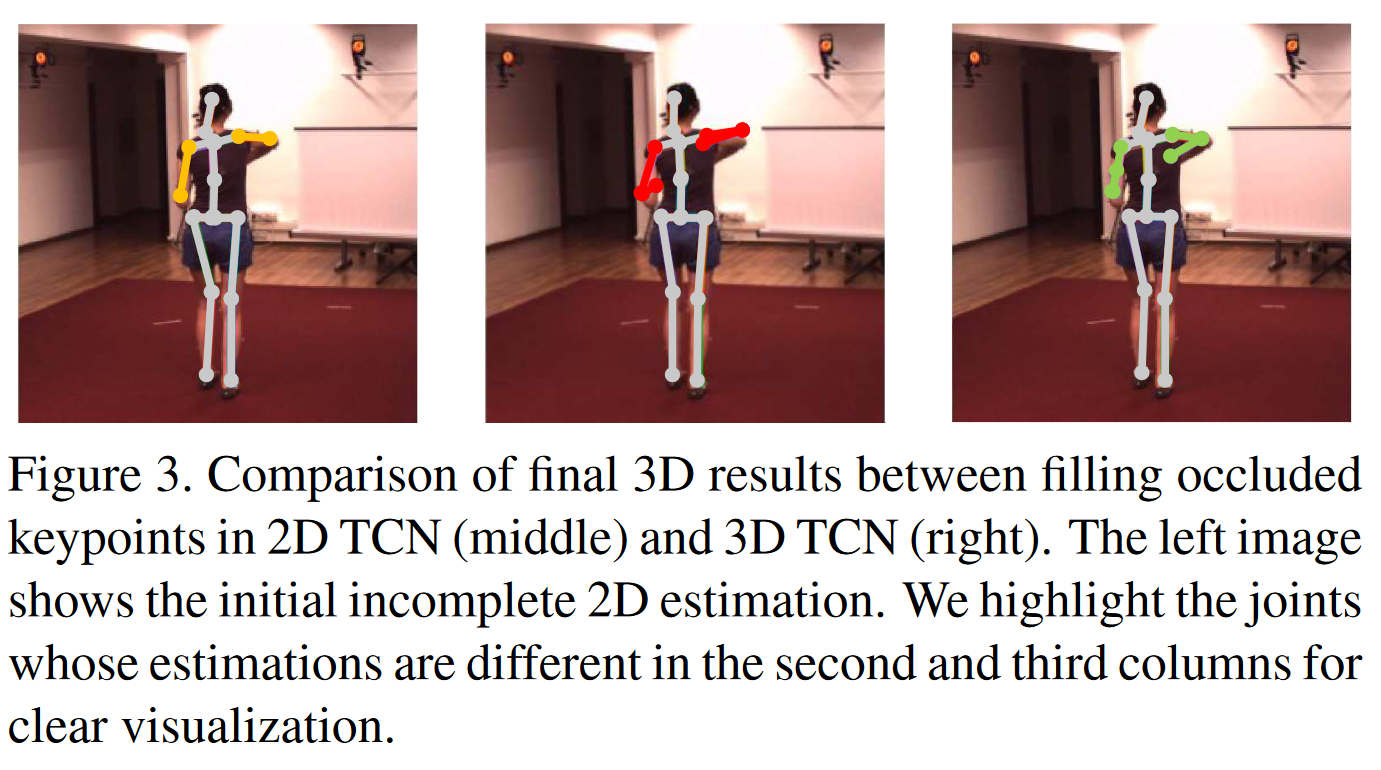 Figure 3. Comparison of final 3D results between filling occluded
keypoints in 2D TCN (middle) and 3D TCN (right). The left image
shows the initial incomplete 2D estimation. We highlight the joints
whose estimations are different in the second and third columns for
clear visualization.